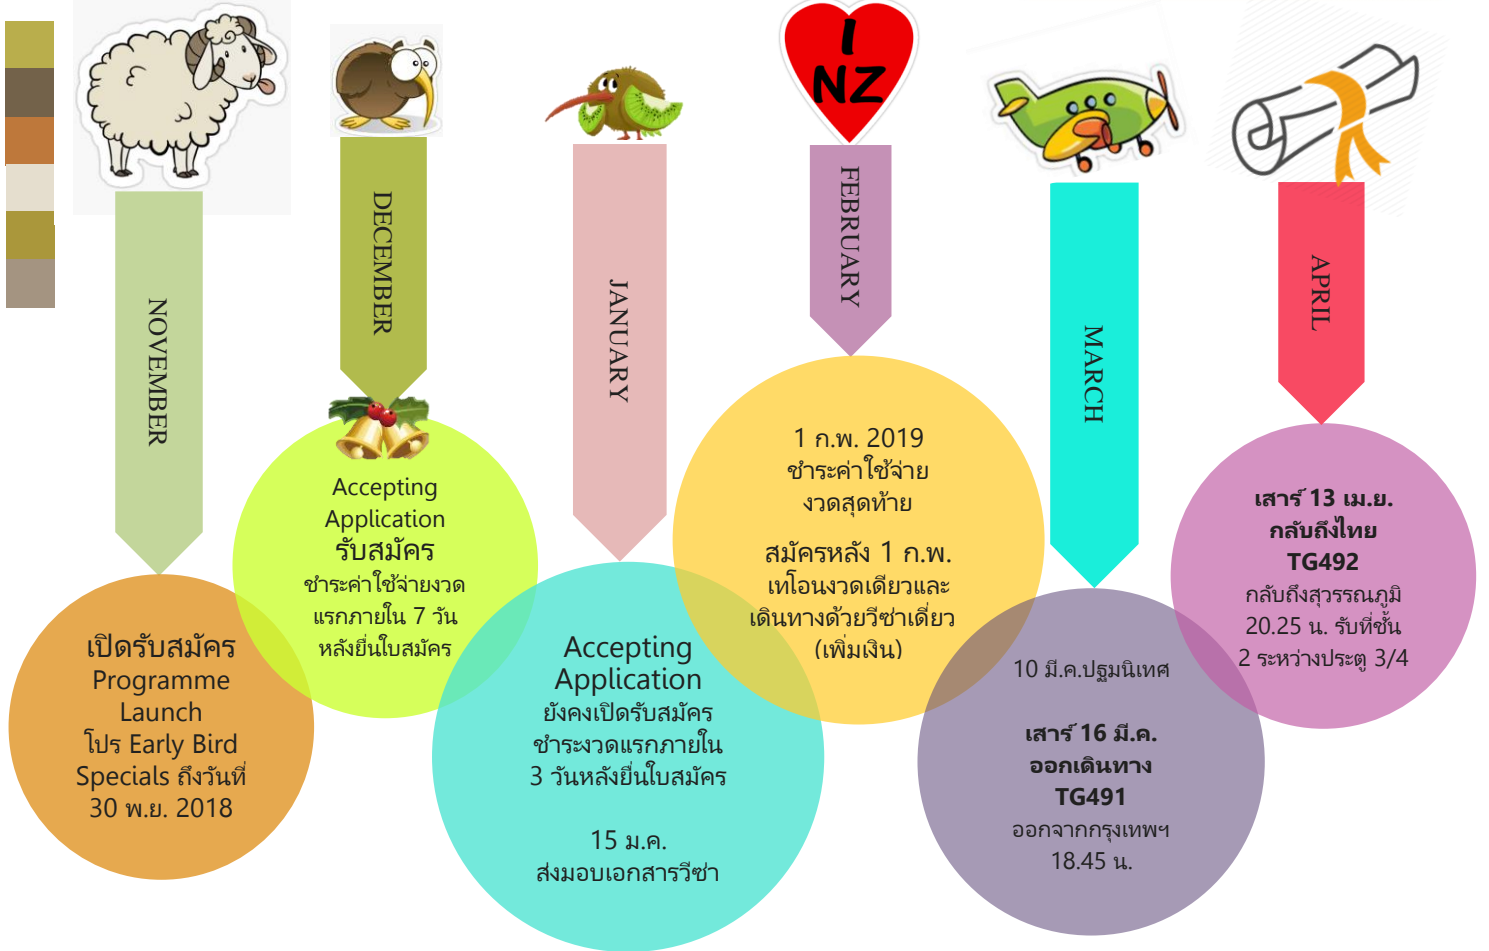 NOVEMBER
เปิดรับสมัคร
Programme
Launch
โปร Early Bird
Specials ถึงวันที่
30 พ.ย. 2018
DECEMBER
Accepting
Application
รับสมัคร
ชำระค่าใช้จ่ายงวด
แรกภายใน 7 วัน
หลังยื่นใบสมัคร
JANUARY
Accepting
Application
ยังคงเปิดรับสมัคร
ชำระงวดแรกภายใน
3 วันหลังยื่นใบสมัคร
15 ม.ค.
ส่งมอบเอกสารวีซ่า
I
NZ
FEBRUARY
1 ก.พ. 2019
ชำระค่าใช้จ่าย
งวดสุดท้าย
สมัครหลัง 1 ก.พ.
เทโอนงวดเดียวและ
เดินทางด้วยวีซ่าเดี่ยว
(เพิ่มเงิน)
MARCH
10 มี.ค.ปฐมนิเทศ
เสาร์ 16 มี.ค.
ออกเดินทาง
TG491
ออกจากกรุงเทพฯ
18.45 น.
APRIL
เสาร์ 13 เม.ย.
กลับถึงไทย
TG492
กลับถึงสุวรรณภูมิ
20.25 น. รับที่ชั้น
2 ระหว่างประตู 3/4